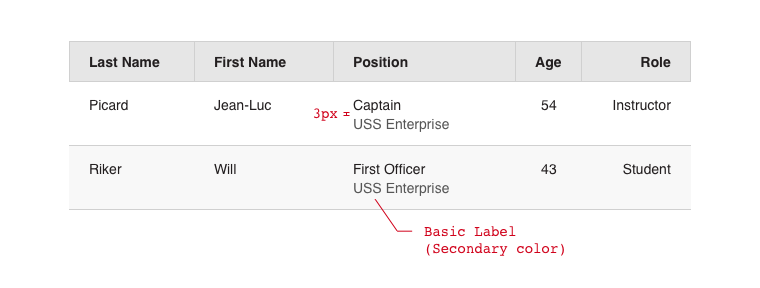 Last Name First Name Position Age Role
Picard Jean-Luc Captain 54 Instructor
3px
USS Enterprise
Riker Will First Officer 43 Student
USS Enterprise
Basic Label
(Secondary color)